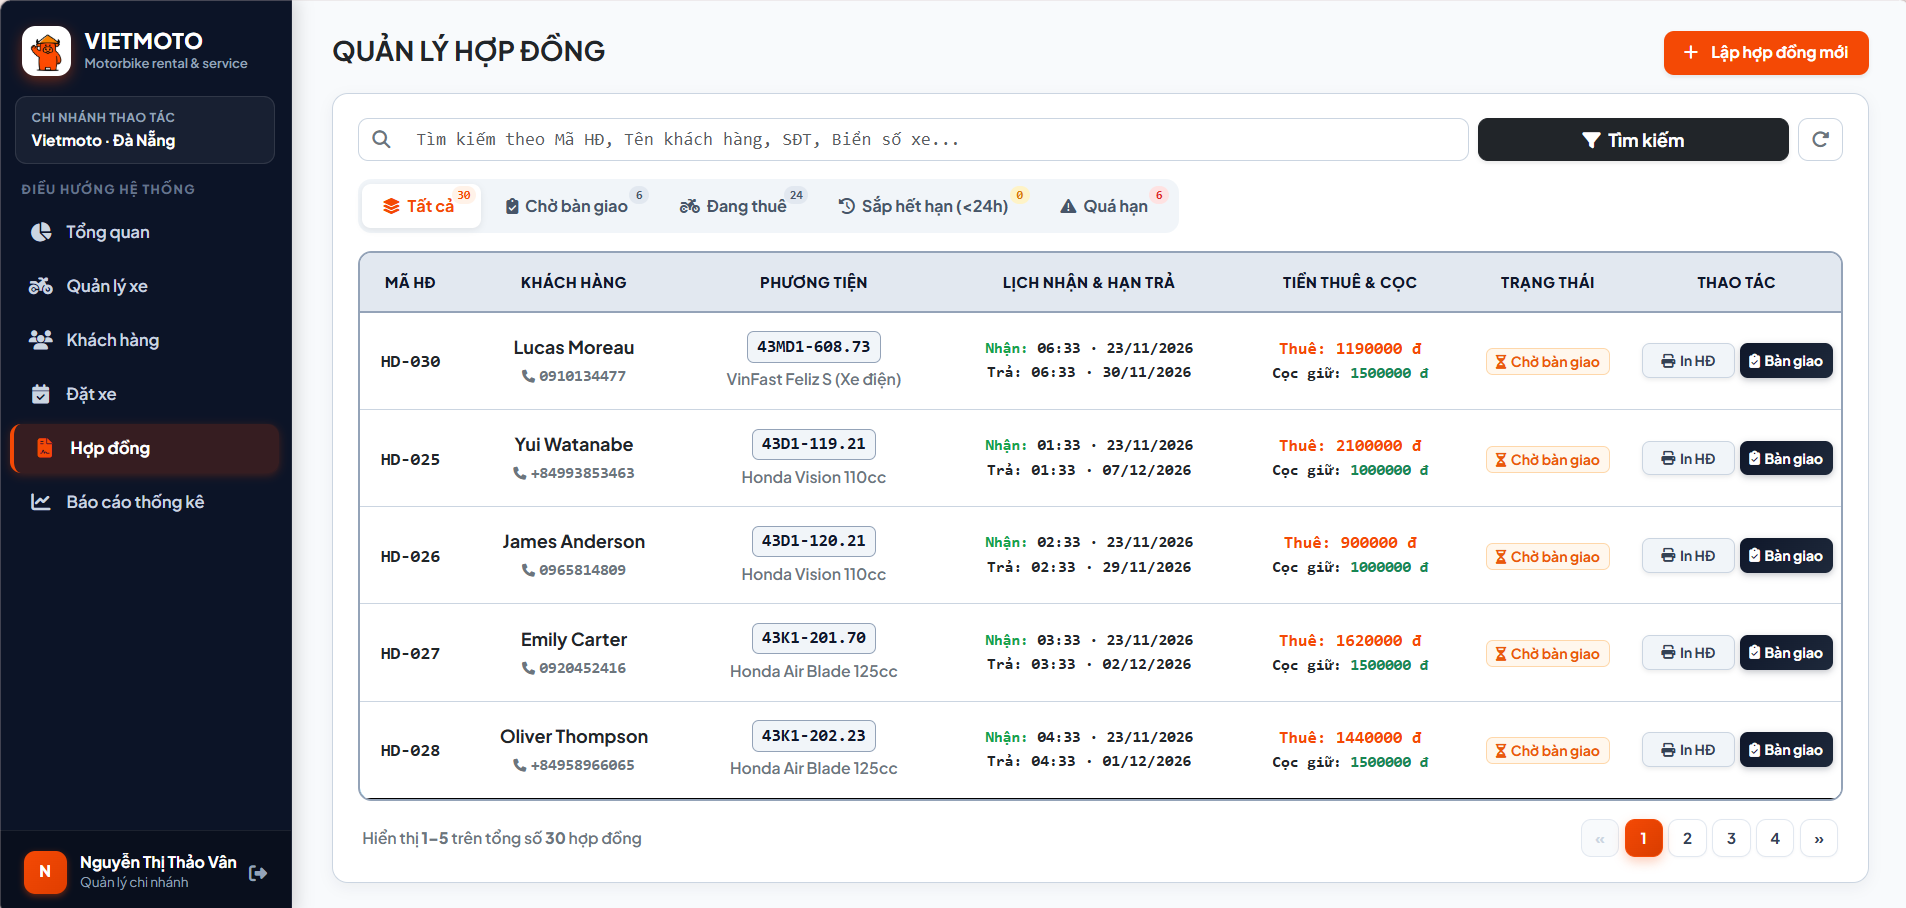 VIETMOTO
Motorbike rental & service
CHI NHÁNH THAO TÁC
Vietmoto · Đà Nẵng
ĐIỀU HƯỚNG HỆ THỐNG
Tổng quan
Quản lý xe
Khách hàng
Đặt xe
Hợp đồng
Báo cáo thống kê
N
Nguyễn Thị Thảo Vân
Quản lý chi nhánh
QUẢN LÝ HỢP ĐỒNG
Lập hợp đồng mới
Tìm kiếm theo Mã HĐ, Tên khách hàng, SĐT, Biển số xe...
Tìm kiếm
Tất cả 30 Chờ bàn giao 6 Đang thuê 24 Sắp hết hạn (<24h) 0 Quá hạn 6
MÃ HĐ KHÁCH HÀNG PHƯƠNG TIỆN LỊCH NHẬN & HẠN TRẢ TIỀN THUÊ & CỌC TRẠNG THÁI THAO TÁC
HD-030
Lucas Moreau
0910134477
43MD1-608.73
VinFast Feliz S (Xe điện)
Nhận: 06:33 · 23/11/2026
Trả: 06:33 · 30/11/2026
Thuê: 1190000 đ
Cọc giữ: 1500000 đ
Chờ bàn giao
In HĐ
Bàn giao
HD-025
Yui Watanabe
+84993853463
43D1-119.21
Honda Vision 110cc
Nhận: 01:33 · 23/11/2026
Trả: 01:33 · 07/12/2026
Thuê: 2100000 đ
Cọc giữ: 1000000 đ
Chờ bàn giao
In HĐ
Bàn giao
HD-026
James Anderson
0965814809
43D1-120.21
Honda Vision 110cc
Nhận: 02:33 · 23/11/2026
Trả: 02:33 · 29/11/2026
Thuê: 900000 đ
Cọc giữ: 1000000 đ
Chờ bàn giao
In HĐ
Bàn giao
HD-027
Emily Carter
0920452416
43K1-201.70
Honda Air Blade 125cc
Nhận: 03:33 · 23/11/2026
Trả: 03:33 · 02/12/2026
Thuê: 1620000 đ
Cọc giữ: 1500000 đ
Chờ bàn giao
In HĐ
Bàn giao
HD-028
Oliver Thompson
+84958966065
43K1-202.23
Honda Air Blade 125cc
Nhận: 04:33 · 23/11/2026
Trả: 04:33 · 01/12/2026
Thuê: 1440000 đ
Cọc giữ: 1500000 đ
Chờ bàn giao
In HĐ
Bàn giao
Hiển thị 1–5 trên tổng số 30 hợp đồng
« 1 2 3 4 »